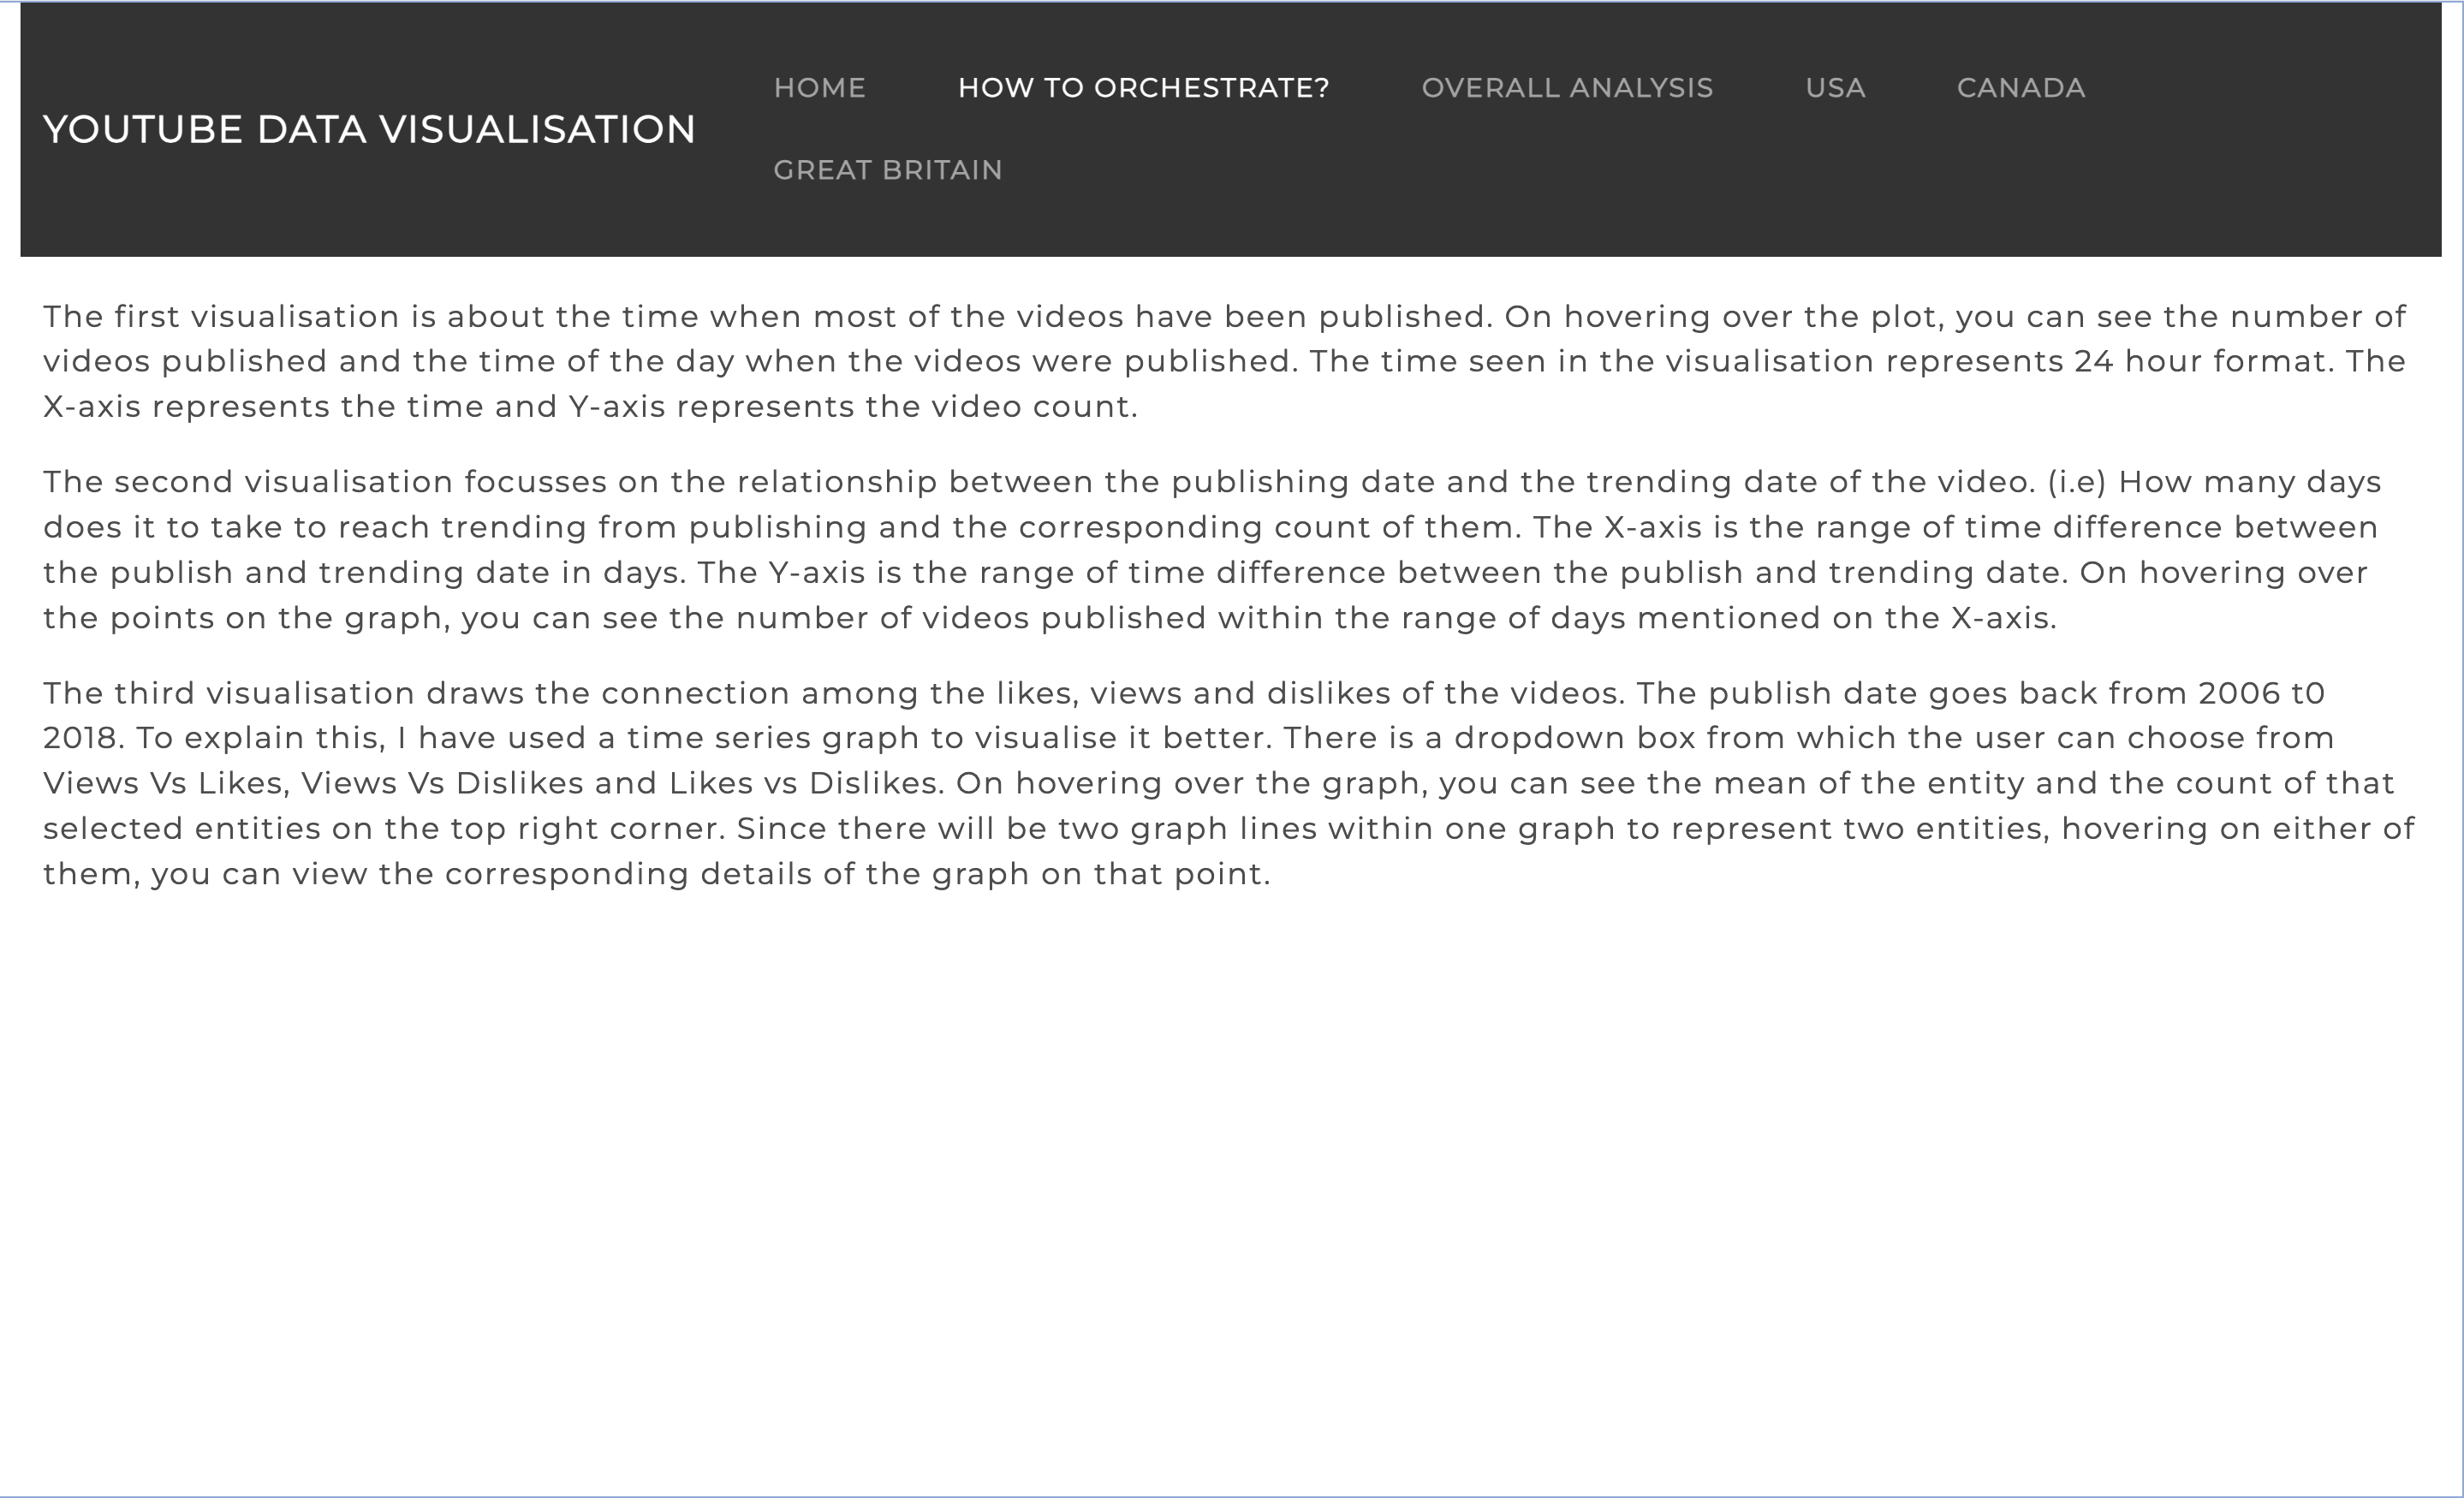 YOUTUBE DATA VISUALISATION
HOME HOW TO ORCHESTRATE? OVERALL ANALYSIS USA CANADA
GREAT BRITAIN
The first visualisation is about the time when most of the videos have been published. On hovering over the plot, you can see the number of
videos published and the time of the day when the videos were published. The time seen in the visualisation represents 24 hour format. The
X-axis represents the time and Y-axis represents the video count.
The second visualisation focusses on the relationship between the publishing date and the trending date of the video. (i.e) How many days
does it to take to reach trending from publishing and the corresponding count of them. The X-axis is the range of time difference between
the publish and trending date in days. The Y-axis is the range of time difference between the publish and trending date. On hovering over
the points on the graph, you can see the number of videos published within the range of days mentioned on the X-axis.
The third visualisation draws the connection among the likes, views and dislikes of the videos. The publish date goes back from 2006 t0
2018. To explain this, I have used a time series graph to visualise it better. There is a dropdown box from which the user can choose from
Views Vs Likes, Views Vs Dislikes and Likes vs Dislikes. On hovering over the graph, you can see the mean of the entity and the count of that
selected entities on the top right corner. Since there will be two graph lines within one graph to represent two entities, hovering on either of
them, you can view the corresponding details of the graph on that point.